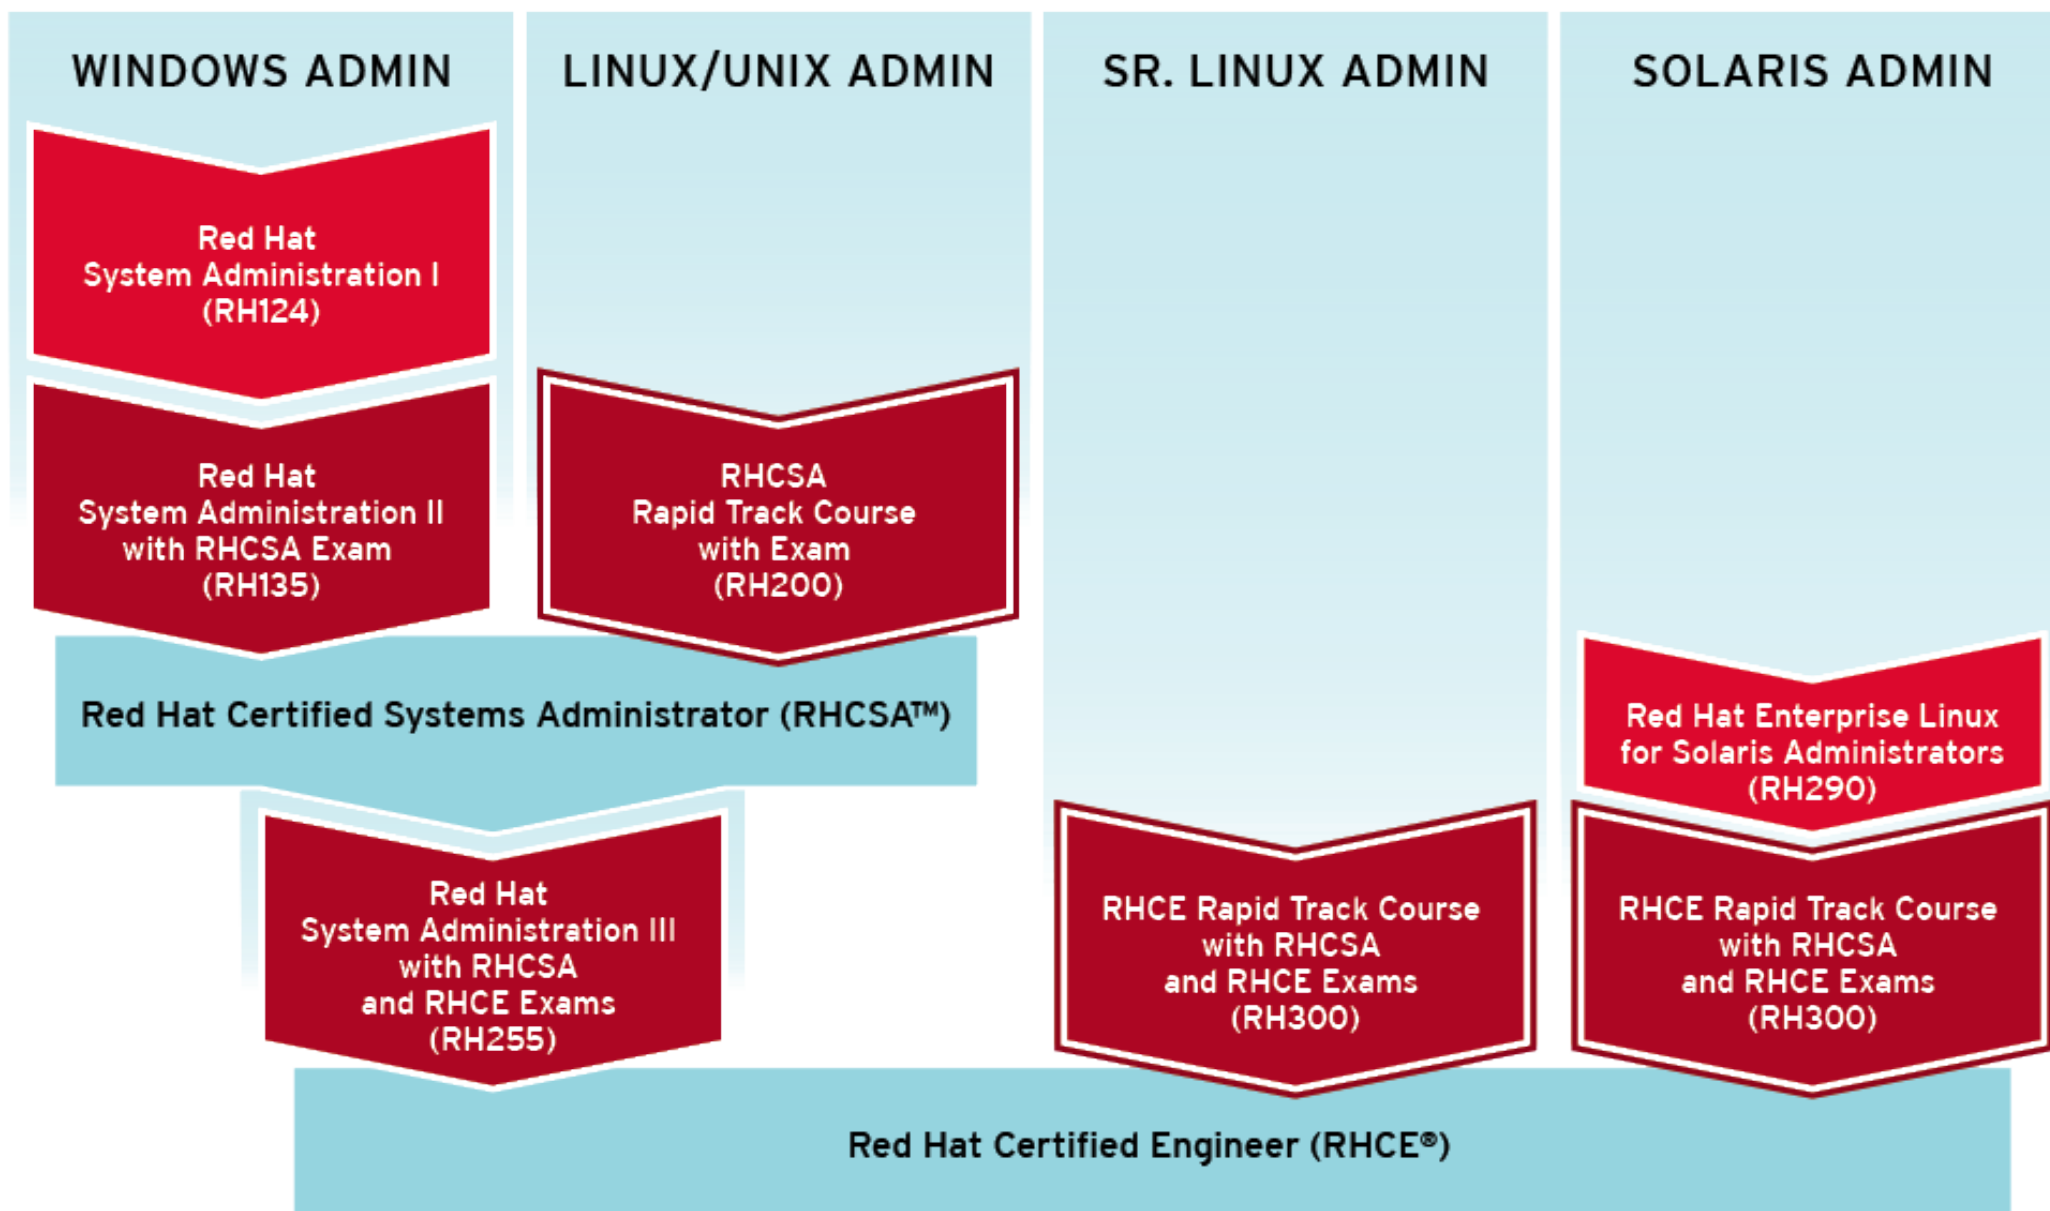 WINDOWS ADMIN
LINUX/UNIX ADMIN
SR. LINUX ADMIN
SOLARIS ADMIN
Red Hat
System Administration I
(RH124)
Red Hat
System Administration II
with RHCSA Exam
(RH135)
RHCSA
Rapid Track Course
with Exam
(RH200)
Red Hat Certified Systems Administrator (RHCSA™)
Red Hat Enterprise Linux
for Solaris Administrators
(RH290)
Red Hat
System Administration III
with RHCSA
and RHCE Exams
(RH255)
RHCE Rapid Track Course
with RHCSA
and RHCE Exams
(RH300)
RHCE Rapid Track Course
with RHCSA
and RHCE Exams
(RH300)
Red Hat Certified Engineer (RHCE®)